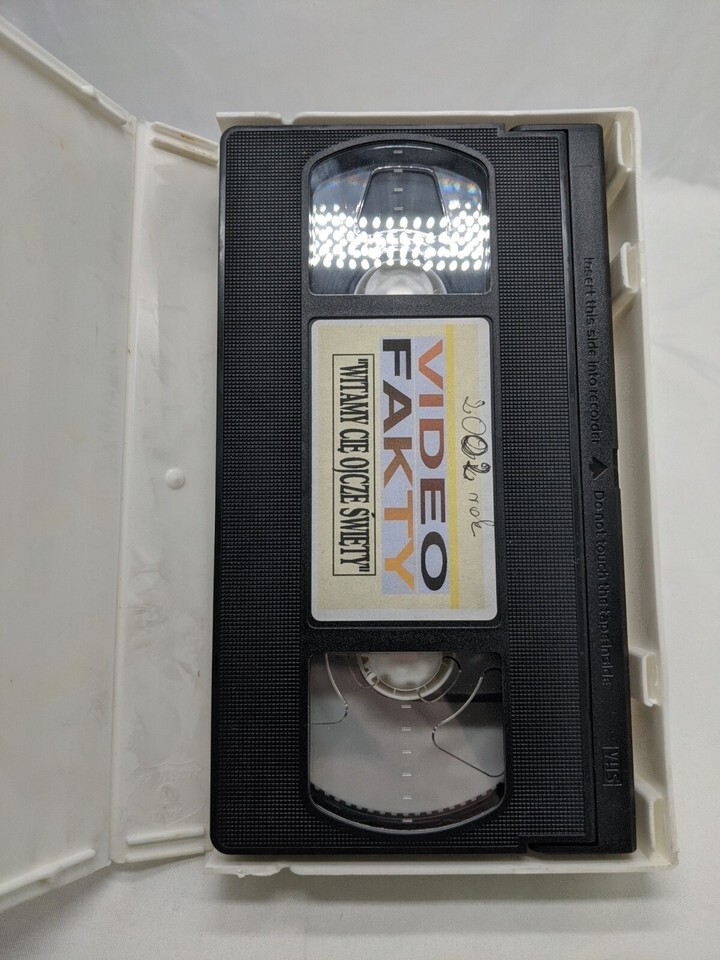 2002 rok
VIDEO
FAKTY
"WITAMY CIĘ OJCZE ŚWIĘTY"
Insert this side into recorder
Do not touch the tape inside
VHS